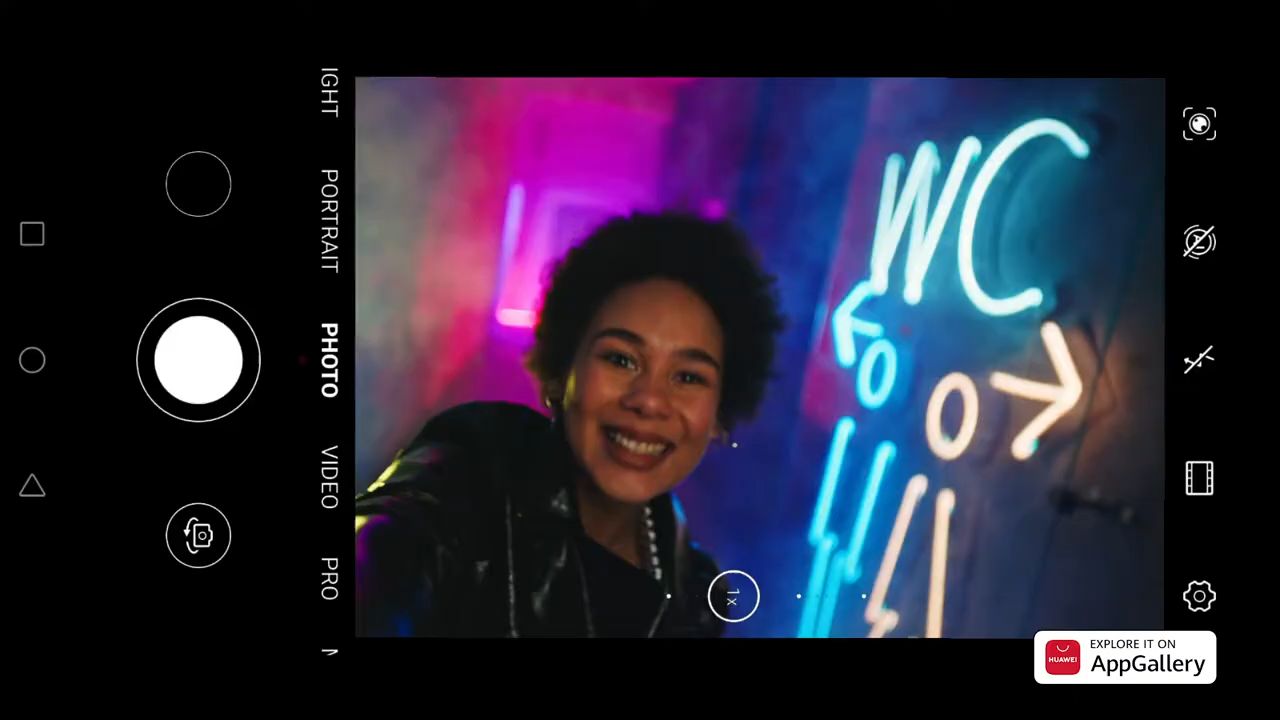 IGHT
PORTRAIT
PHOTO
VIDEO
PRO
1x
WC
EXPLORE IT ON
HUAWEI
AppGallery